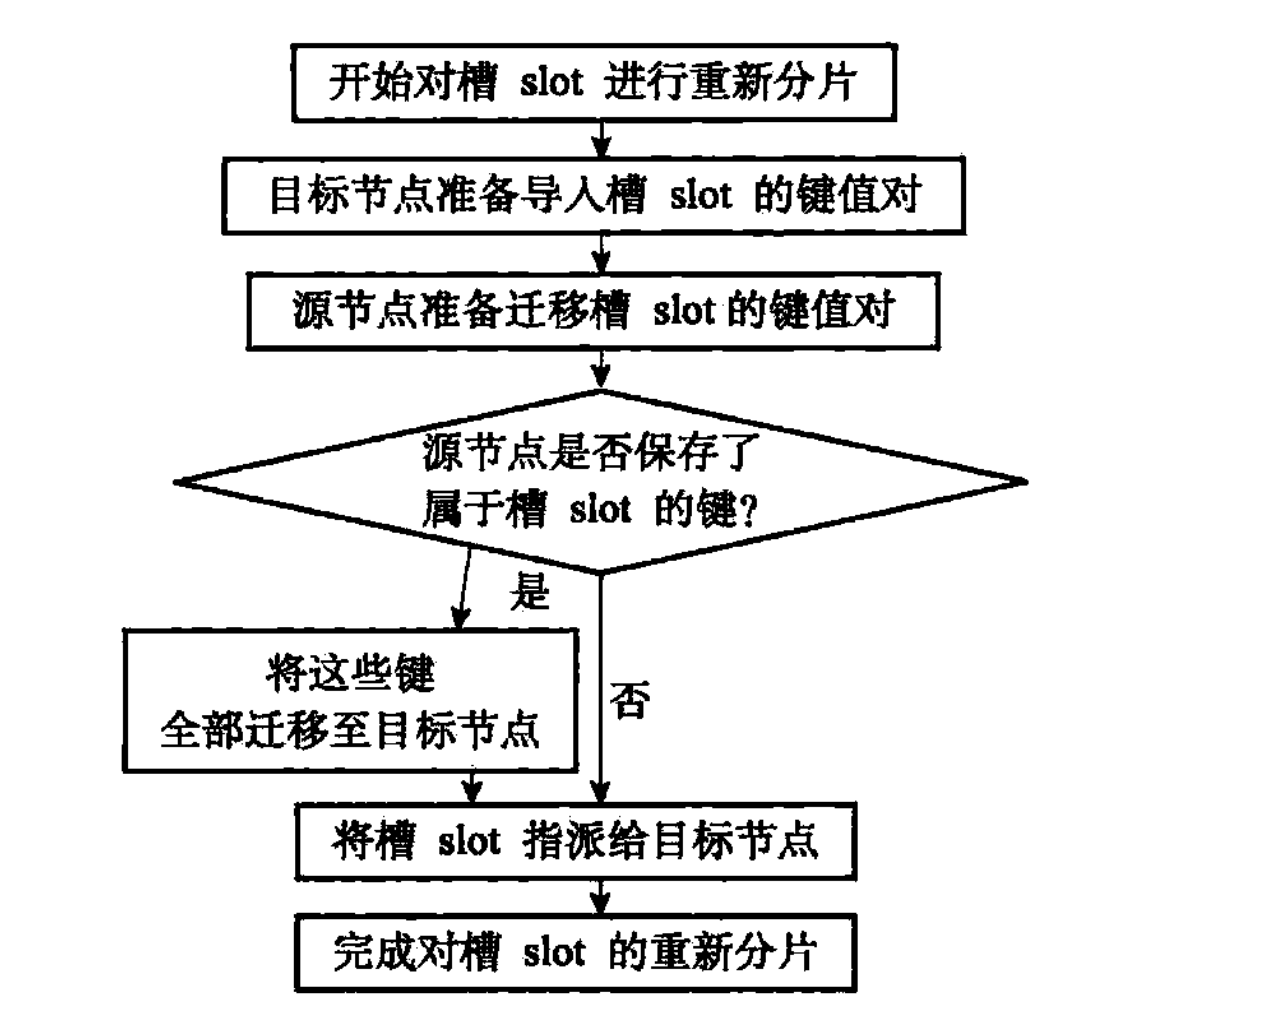 开始对槽 slot 进行重新分片
目标节点准备导入槽 slot 的键值对
源节点准备迁移槽 slot 的键值对
源节点是否保存了
属于槽 slot 的键?
是
将这些键
全部迁移至目标节点
否
将槽 slot 指派给目标节点
完成对槽 slot 的重新分片